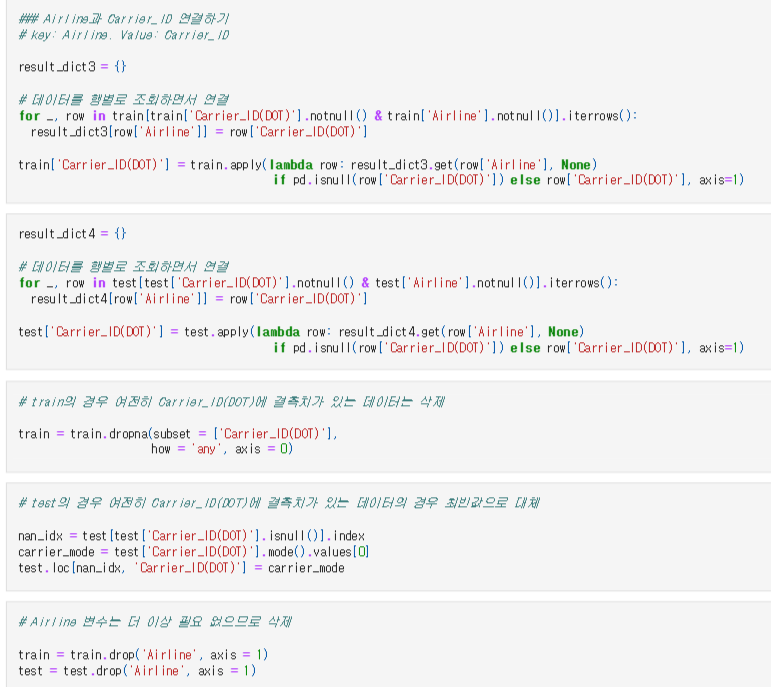 ### Airline과 Carrier_ID 연결하기
# key: Airline. Value: Carrier_ID
result_dict3 = {}
# 데이터를 행별로 조회하면서 연결
for _, row in train[train['Carrier_ID(DOT)'].notnull() & train['Airline'].notnull()].iterrows():
result_dict3[row['Airline']] = row['Carrier_ID(DOT)']
train['Carrier_ID(DOT)'] = train.apply(lambda row: result_dict3.get(row['Airline'], None)
if pd.isnull(row['Carrier_ID(DOT)']) else row['Carrier_ID(DOT)'], axis=1)
result_dict4 = {}
# 데이터를 행별로 조회하면서 연결
for _, row in test[test['Carrier_ID(DOT)'].notnull() & test['Airline'].notnull()].iterrows():
result_dict4[row['Airline']] = row['Carrier_ID(DOT)']
test['Carrier_ID(DOT)'] = test.apply(lambda row: result_dict4.get(row['Airline'], None)
if pd.isnull(row['Carrier_ID(DOT)']) else row['Carrier_ID(DOT)'], axis=1)
# train의 경우 여전히 Carrier_ID(DOT)에 결측치가 있는 데이터는 삭제
train = train.dropna(subset = ['Carrier_ID(DOT)'],
how = 'any', axis = 0)
# test의 경우 여전히 Carrier_ID(DOT)에 결측치가 있는 데이터의 경우 최빈값으로 대체
nan_idx = test[test['Carrier_ID(DOT)'].isnull()].index
carrier_mode = test['Carrier_ID(DOT)'].mode().values[0]
test.loc[nan_idx, 'Carrier_ID(DOT)'] = carrier_mode
# Airline 변수는 더 이상 필요 없으므로 삭제
train = train.drop('Airline', axis = 1)
test = test.drop('Airline', axis = 1)